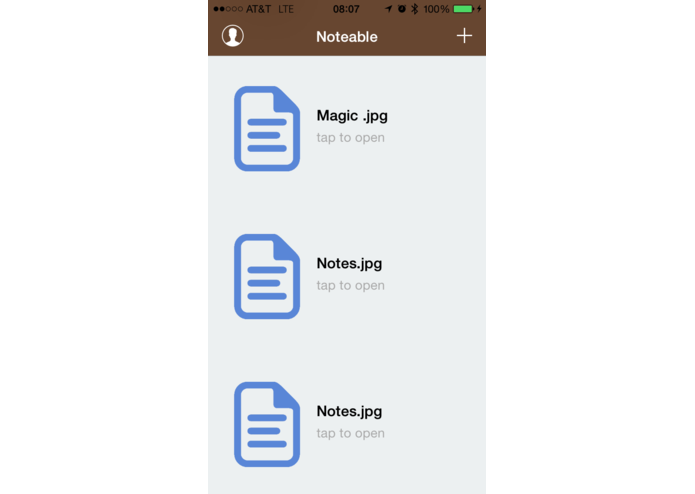 AT&T LTE 08:07 100%
Noteable
Magic .jpg
tap to open
Notes.jpg
tap to open
Notes.jpg
tap to open